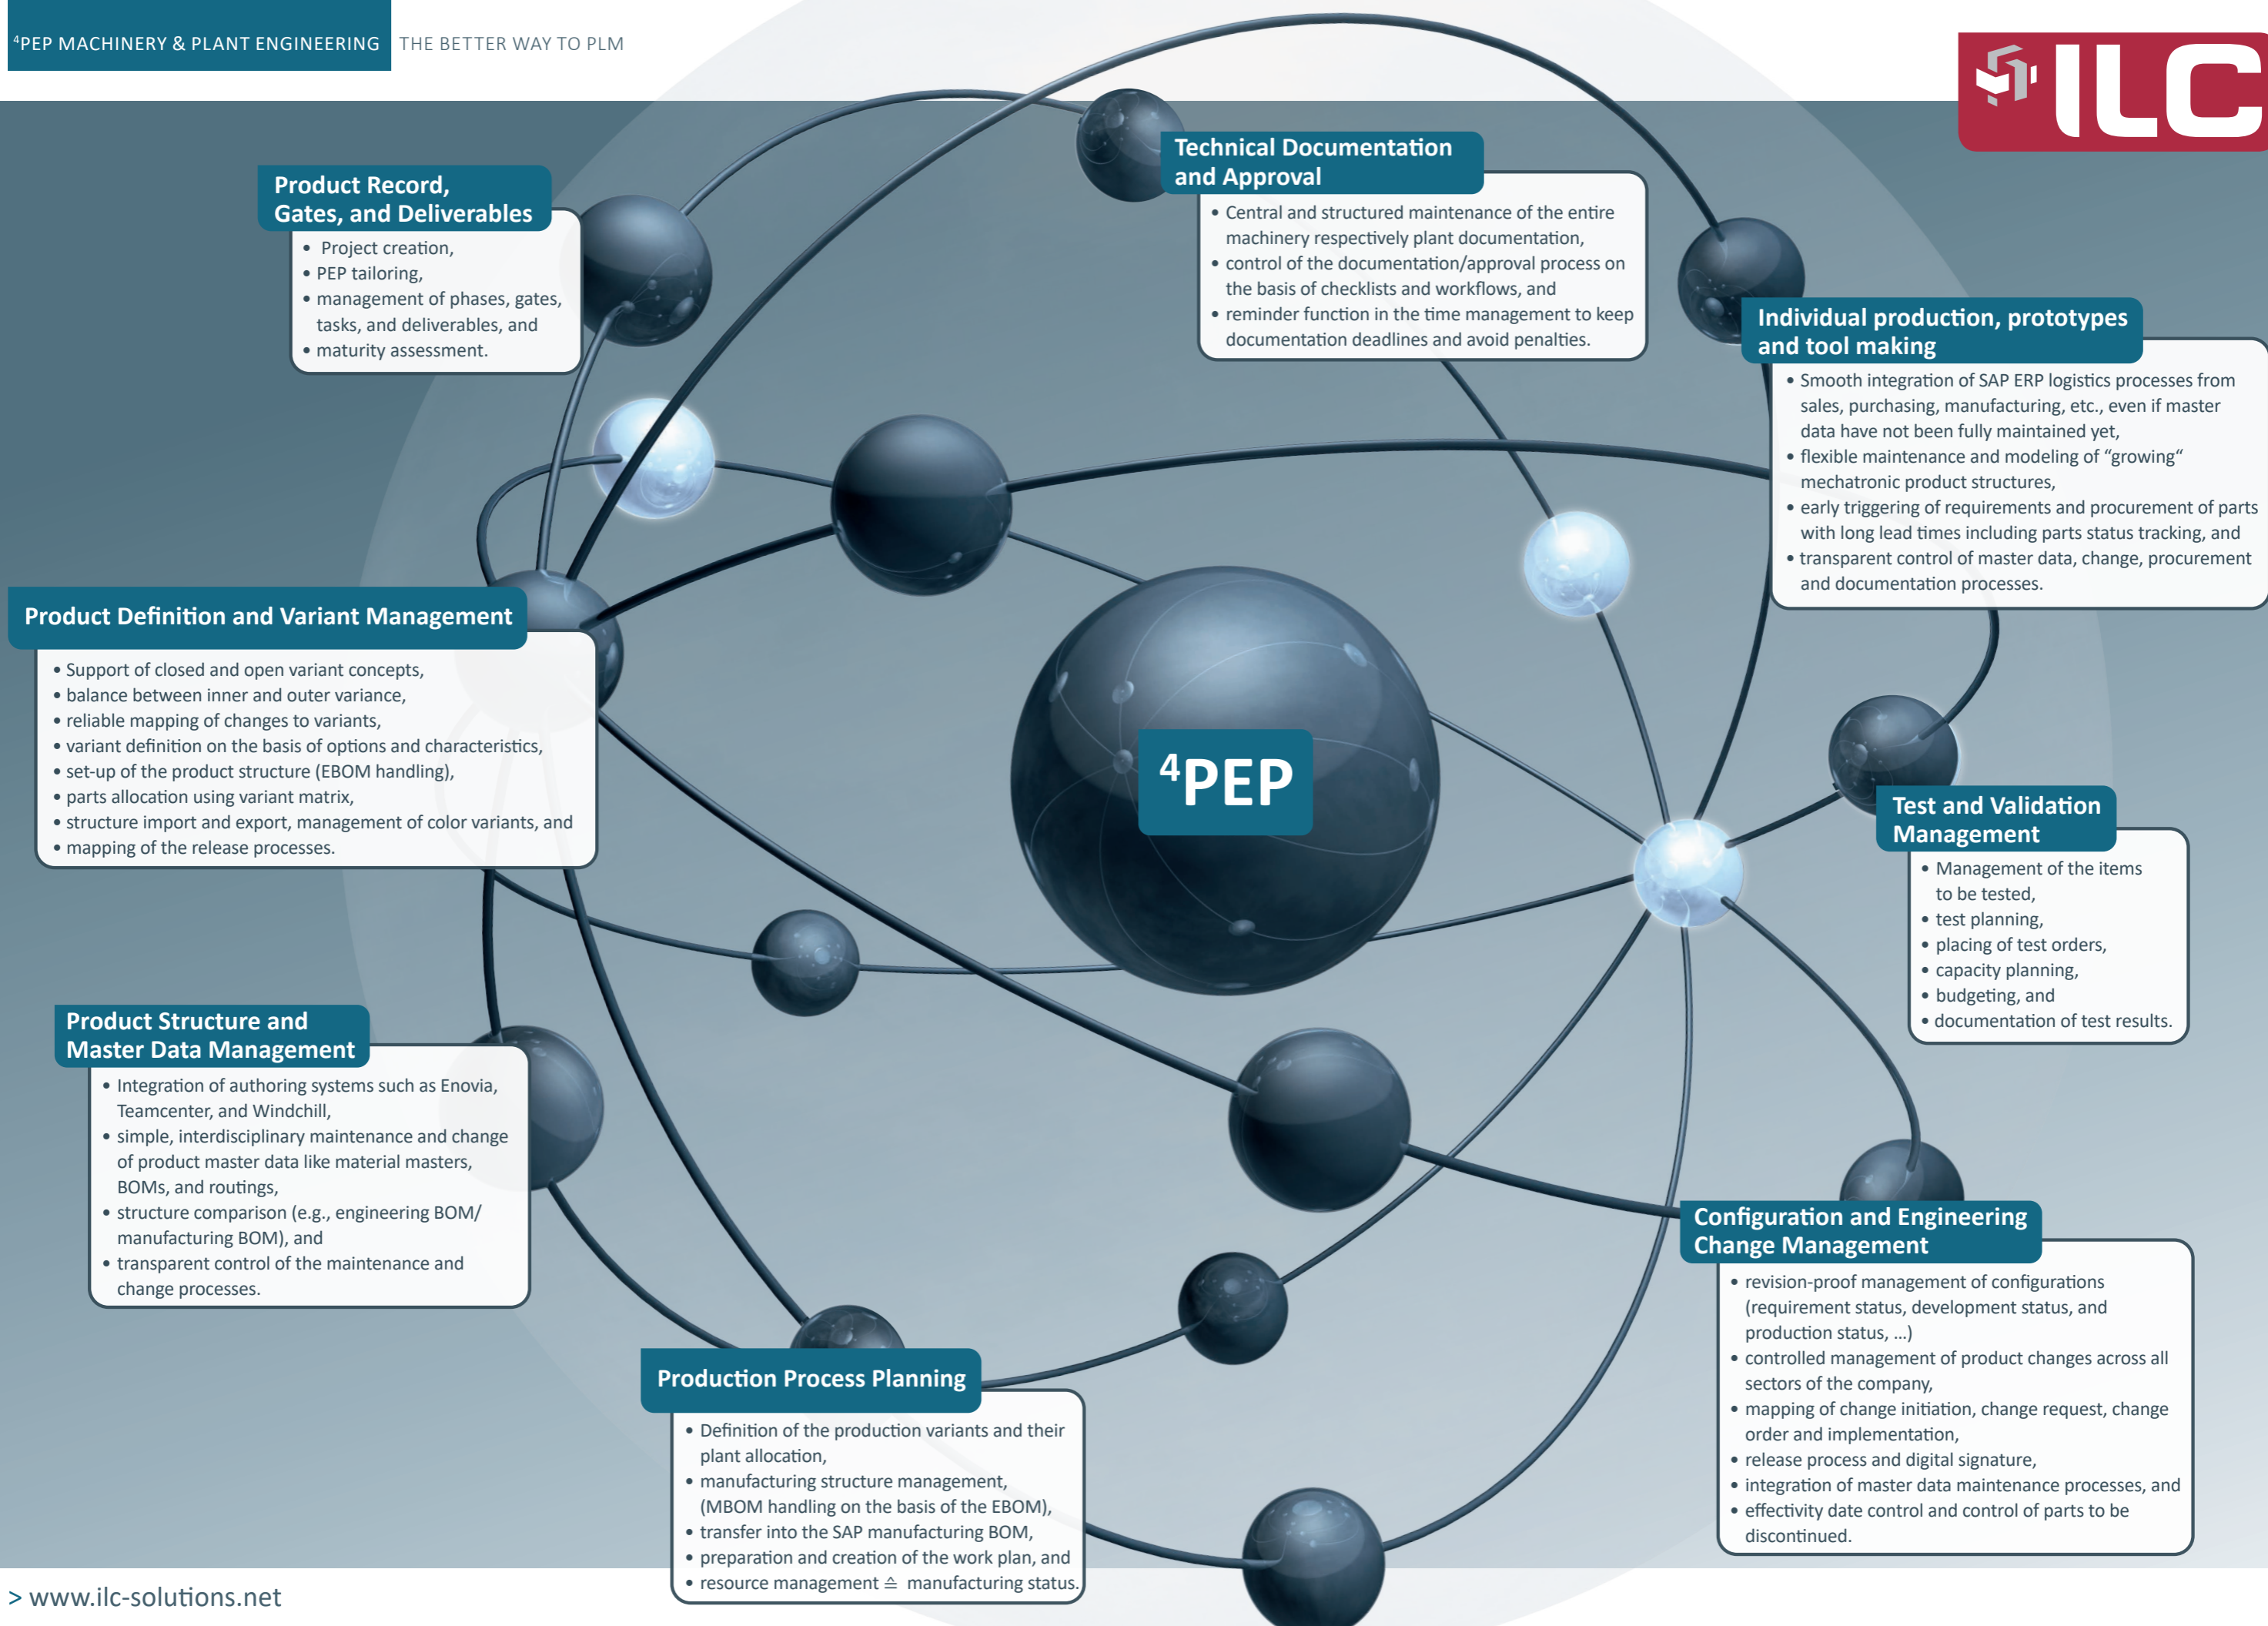 ⁴PEP MACHINERY & PLANT ENGINEERING THE BETTER WAY TO PLM
ILC
Product Record,
Gates, and Deliverables
• Project creation,
• PEP tailoring,
• management of phases, gates,
tasks, and deliverables, and
• maturity assessment.
Technical Documentation
and Approval
• Central and structured maintenance of the entire
machinery respectively plant documentation,
• control of the documentation/approval process on
the basis of checklists and workflows, and
• reminder function in the time management to keep
documentation deadlines and avoid penalties.
Individual production, prototypes
and tool making
• Smooth integration of SAP ERP logistics processes from
sales, purchasing, manufacturing, etc., even if master
data have not been fully maintained yet,
• flexible maintenance and modeling of “growing“
mechatronic product structures,
• early triggering of requirements and procurement of parts
with long lead times including parts status tracking, and
• transparent control of master data, change, procurement
and documentation processes.
Product Definition and Variant Management
• Support of closed and open variant concepts,
• balance between inner and outer variance,
• reliable mapping of changes to variants,
• variant definition on the basis of options and characteristics,
• set-up of the product structure (EBOM handling),
• parts allocation using variant matrix,
• structure import and export, management of color variants, and
• mapping of the release processes.
⁴PEP
Test and Validation
Management
• Management of the items
to be tested,
• test planning,
• placing of test orders,
• capacity planning,
• budgeting, and
• documentation of test results.
Product Structure and
Master Data Management
• Integration of authoring systems such as Enovia,
Teamcenter, and Windchill,
• simple, interdisciplinary maintenance and change
of product master data like material masters,
BOMs, and routings,
• structure comparison (e.g., engineering BOM/
manufacturing BOM), and
• transparent control of the maintenance and
change processes.
Configuration and Engineering
Change Management
• revision-proof management of configurations
(requirement status, development status, and
production status, ...)
• controlled management of product changes across all
sectors of the company,
• mapping of change initiation, change request, change
order and implementation,
• release process and digital signature,
• integration of master data maintenance processes, and
• effectivity date control and control of parts to be
discontinued.
Production Process Planning
• Definition of the production variants and their
plant allocation,
• manufacturing structure management,
(MBOM handling on the basis of the EBOM),
• transfer into the SAP manufacturing BOM,
• preparation and creation of the work plan, and
• resource management ≙ manufacturing status.
> www.ilc-solutions.net